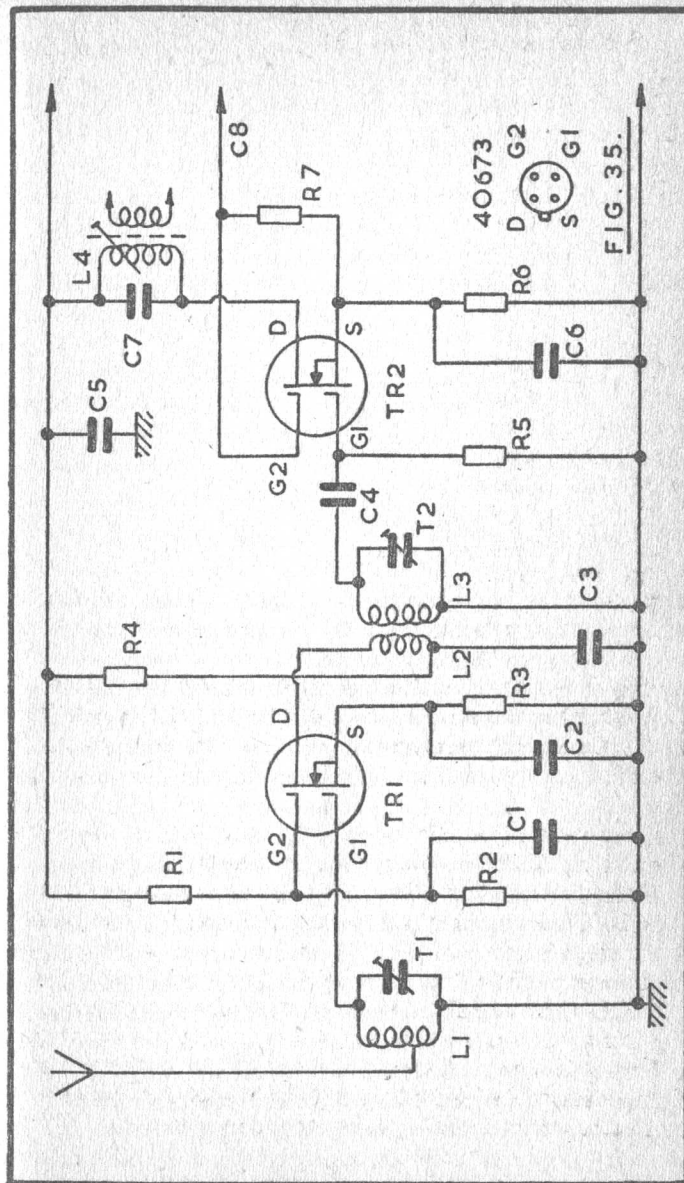 L4
C8
C5
C7
R7
D
G2
S
TR2
G1
40673
D G2
S G1
R4
C4
T2
L3
R5
C6
R6
FIG. 35.
R1
D
G2
S
G1
TR1
L2
C3
R3
C2
C1
R2
T1
L1